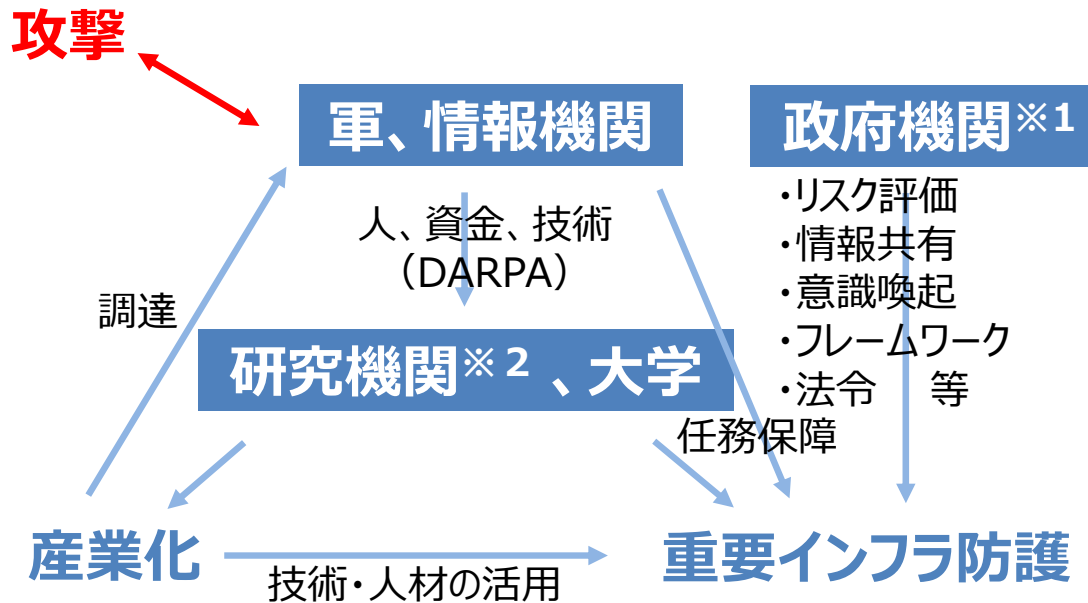 攻撃
軍、情報機関
政府機関※1
人、資金、技術
（DARPA）
・リスク評価
・情報共有
・意識喚起
・フレームワーク
・法令　等
調達
研究機関※２、大学
任務保障
産業化
重要インフラ防護
技術・人材の活用